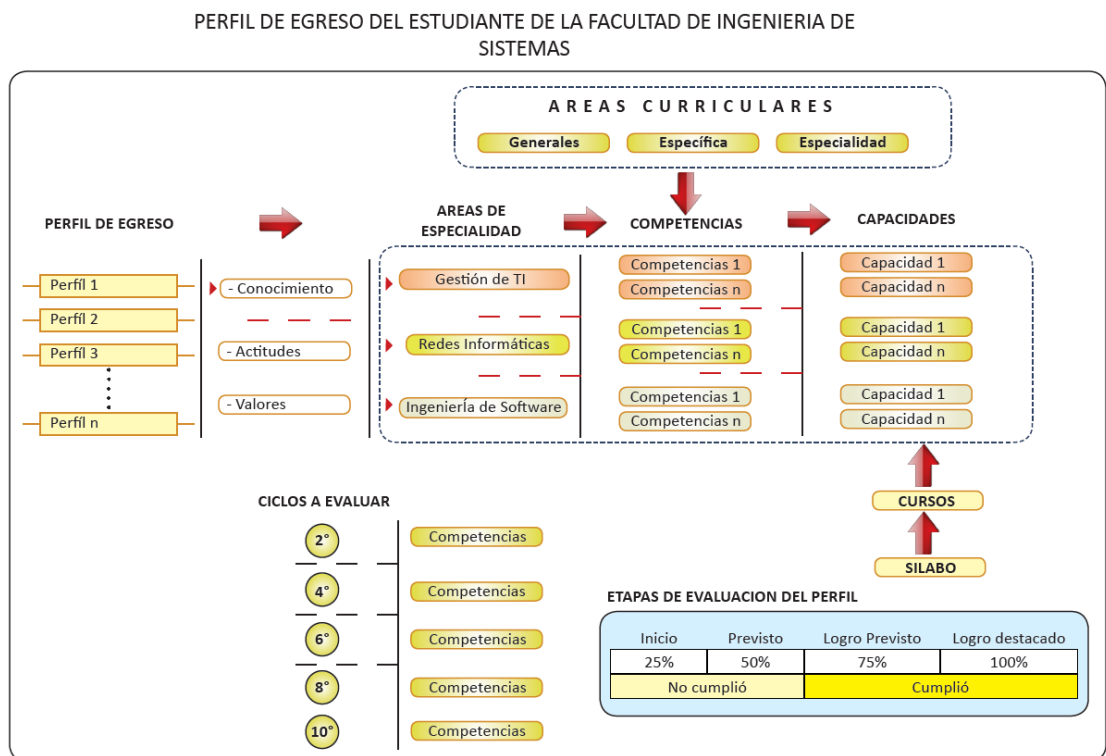 PERFIL DE EGRESO DEL ESTUDIANTE DE LA FACULTAD DE INGENIERIA DE
SISTEMAS
AREAS CURRICULARES
Generales
Específica
Especialidad
PERFIL DE EGRESO
AREAS DE
ESPECIALIDAD
COMPETENCIAS
CAPACIDADES
Perfíl 1
Perfíl 2
Perfíl 3
Perfíl n
- Conocimiento
- Actitudes
- Valores
Gestión de TI
Redes Informáticas
IngenierÍa de Software
Competencias 1
Competencias n
Competencias 1
Competencias n
Competencias 1
Competencias n
Capacidad 1
Capacidad n
Capacidad 1
Capacidad n
Capacidad 1
Capacidad n
CURSOS
SILABO
CICLOS A EVALUAR
2° Competencias
4° Competencias
6° Competencias
8° Competencias
10° Competencias
ETAPAS DE EVALUACION DEL PERFIL
Inicio Previsto Logro Previsto Logro destacado
25% 50% 75% 100%
No cumplió Cumplió